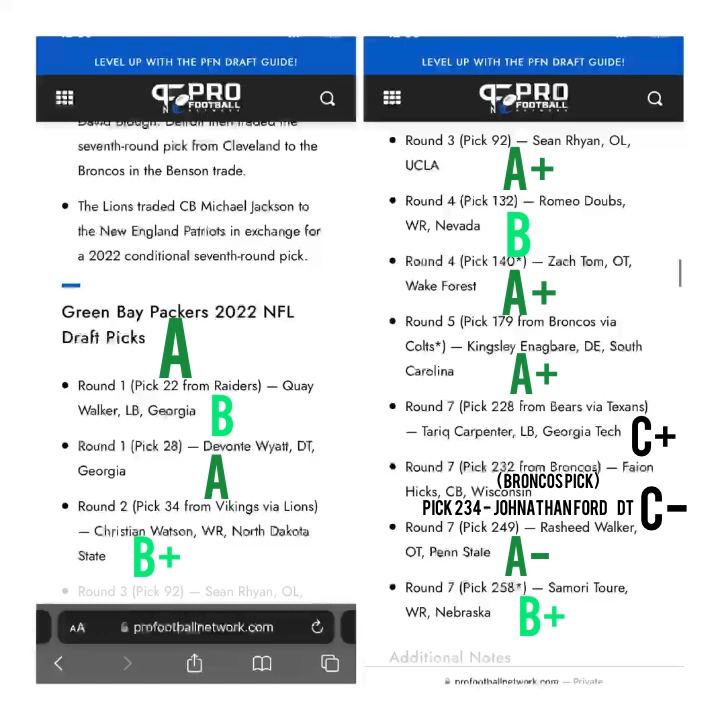 LEVEL UP WITH THE PFN DRAFT GUIDE!
PRO
FOOTBALL
NETWORK
David Blough. Detroit then traded the
seventh-round pick from Cleveland to the
Broncos in the Benson trade.
The Lions traded CB Michael Jackson to
the New England Patriots in exchange for
a 2022 conditional seventh-round pick.
Green Bay Packers 2022 NFL
Draft Picks
A
Round 1 (Pick 22 from Raiders) — Quay
Walker, LB, Georgia
B
Round 1 (Pick 28) — Devonte Wyatt, DT,
Georgia
A
Round 2 (Pick 34 from Vikings via Lions)
— Christian Watson, WR, North Dakota
State
B+
Round 3 (Pick 92) — Sean Rhyan, OL,
AA profootballnetwork.com
LEVEL UP WITH THE PFN DRAFT GUIDE!
PRO
FOOTBALL
NETWORK
Round 3 (Pick 92) — Sean Rhyan, OL,
UCLA
A+
Round 4 (Pick 132) — Romeo Doubs,
WR, Nevada
B
Round 4 (Pick 140*) — Zach Tom, OT,
Wake Forest
A+
Round 5 (Pick 179 from Broncos via
Colts*) — Kingsley Enagbare, DE, South
Carolina
A+
Round 7 (Pick 228 from Bears via Texans)
— Tariq Carpenter, LB, Georgia Tech
C+
Round 7 (Pick 232 from Broncos) — Faion
Hicks, CB, Wisconsin
(BRONCOS PICK)
PICK 234 - JOHNATHAN FORD DT
C-
Round 7 (Pick 249) — Rasheed Walker,
OT, Penn State
A-
Round 7 (Pick 258*) — Samori Toure,
WR, Nebraska
B+
Additional Notes
profootballnetwork.com — Private